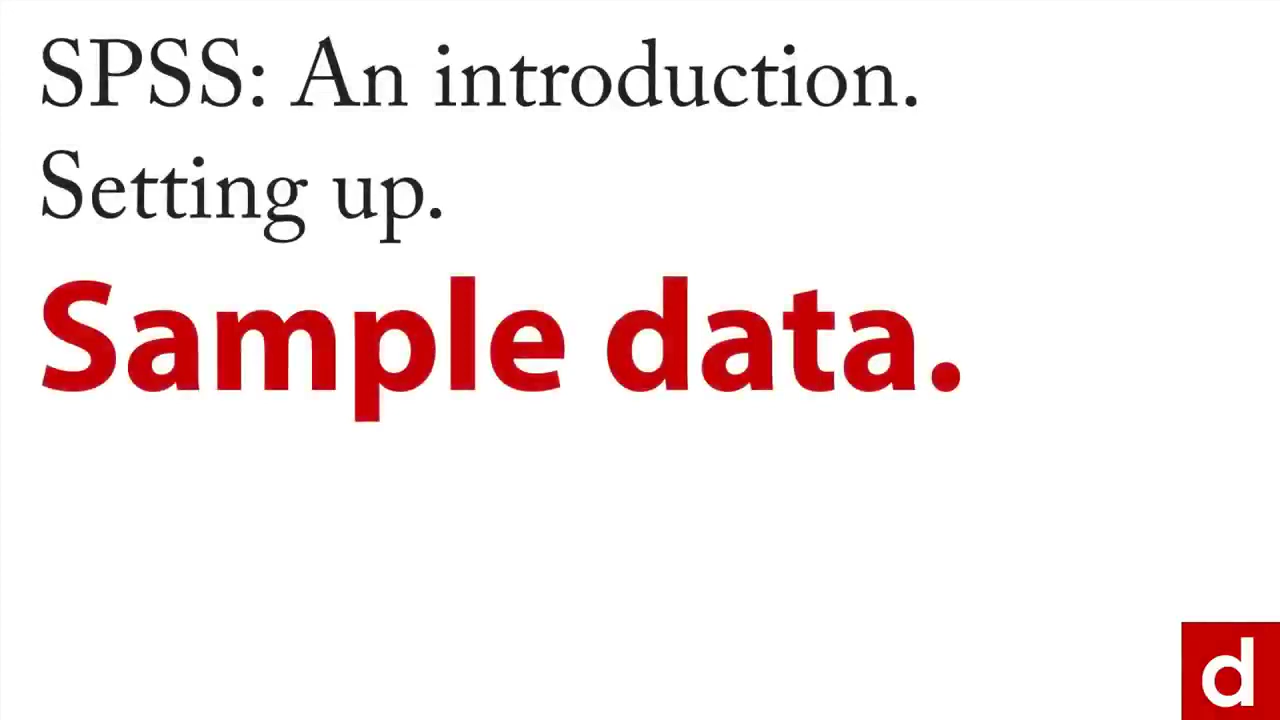 SPSS: An introduction.
Setting up.
Sample data.
d